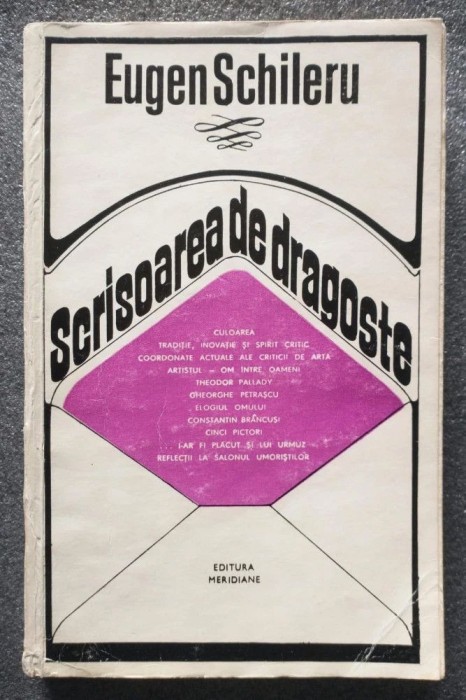 Eugen Schileru
scrisoarea de dragoste
CULOAREA
TRADIȚIE, INOVAȚIE ȘI SPIRIT CRITIC
COORDONATE ACTUALE ALE CRITICII DE ARTĂ
ARTISTUL – OM ÎNTRE OAMENI
THEODOR PALLADY
GHEORGHE PETRAȘCU
ELOGIUL OMULUI
CONSTANTIN BRÂNCUȘI
CINCI PICTORI
I-AR FI PLĂCUT ȘI LUI URMUZ
REFLECȚII LA SALONUL UMORIȘTILOR
EDITURA
MERIDIANE